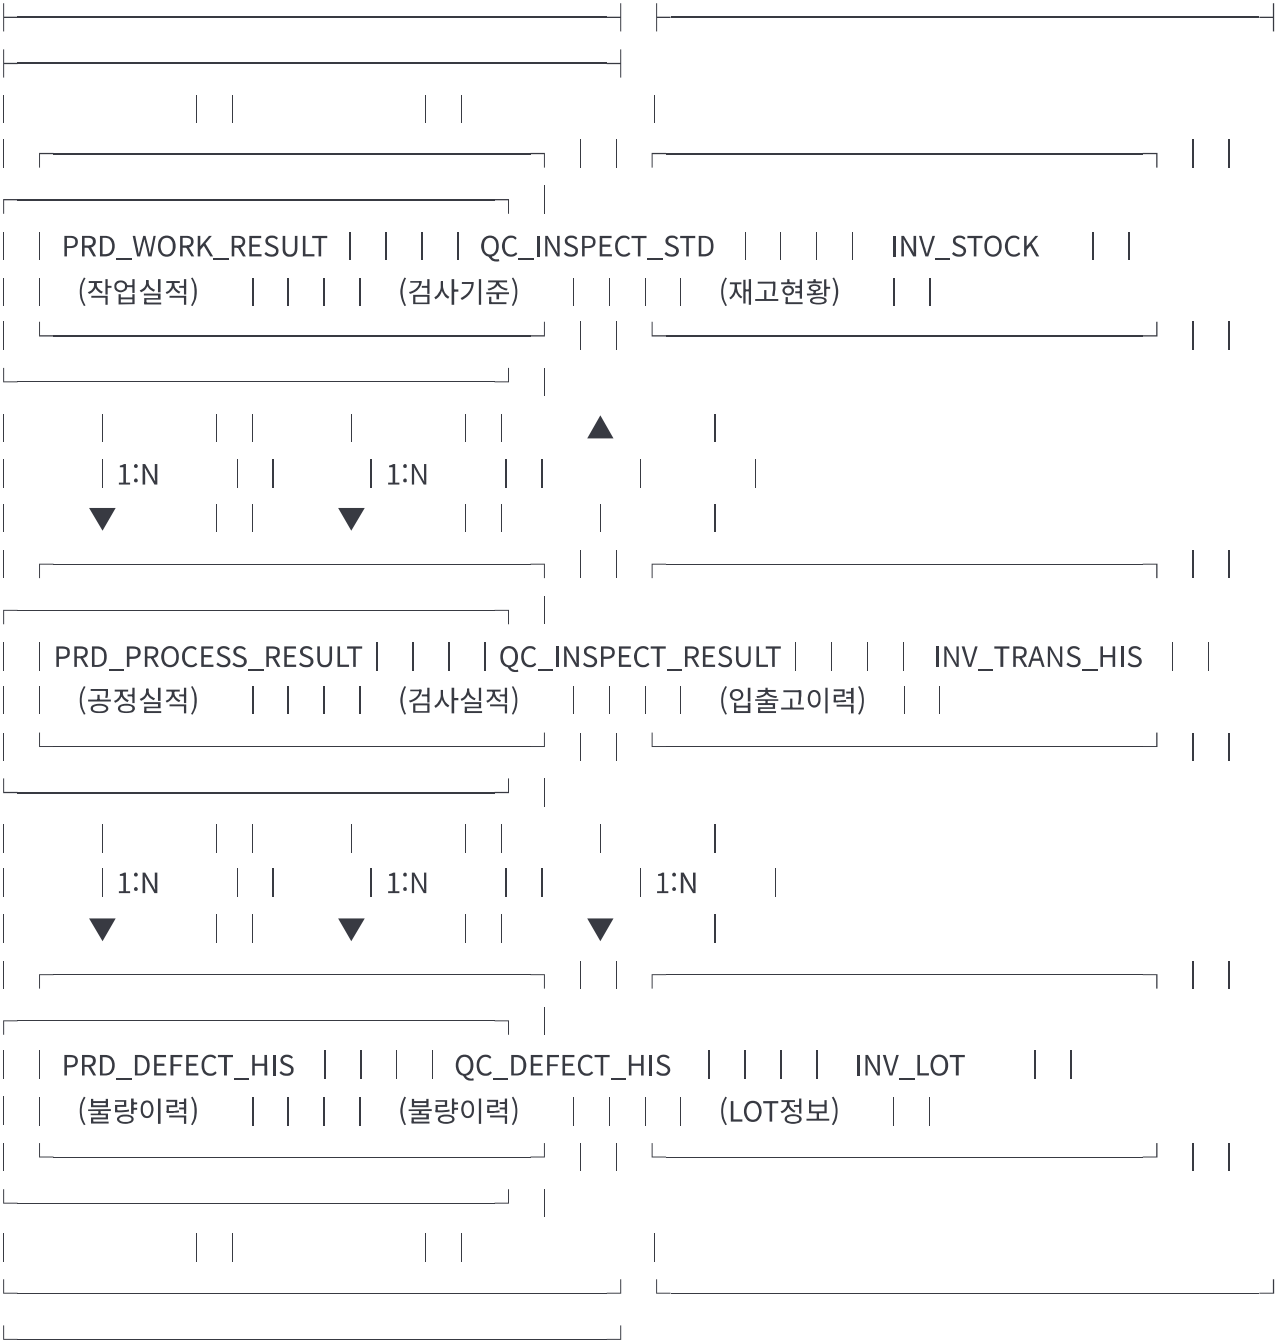 PRD_WORK_RESULT QC_INSPECT_STD INV_STOCK
(작업실적) (검사기준) (재고현황)
▲
1:N 1:N
▼ ▼
PRD_PROCESS_RESULT QC_INSPECT_RESULT INV_TRANS_HIS
(공정실적) (검사실적) (입출고이력)
1:N 1:N 1:N
▼ ▼ ▼
PRD_DEFECT_HIS QC_DEFECT_HIS INV_LOT
(불량이력) (불량이력) (LOT정보)